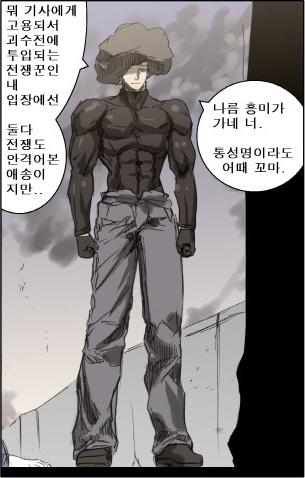 뭐 기사에게
고용되서
괴수전에
투입되는
전쟁꾼인
내
입장에선
둘다
전쟁도
안격어본
애송이
지만..
나름 흥미가
가네 너.
통성명이라도
어때 꼬마.